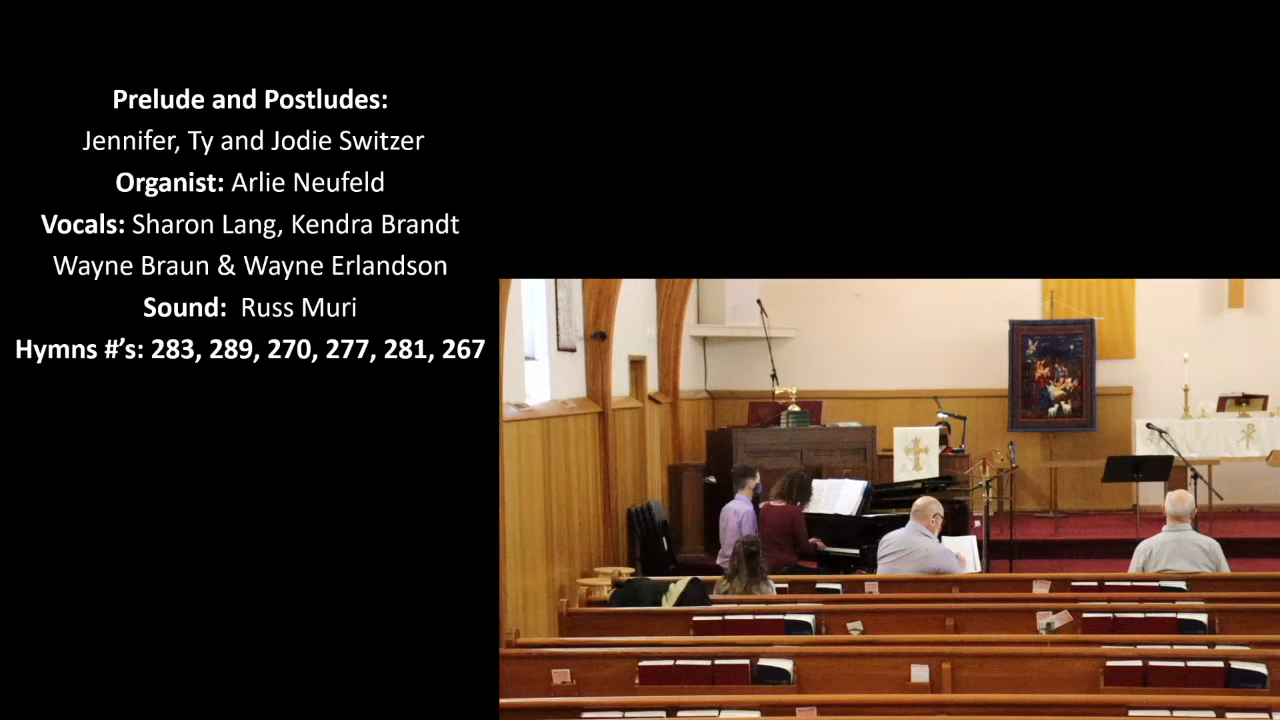 Prelude and Postludes:
Jennifer, Ty and Jodie Switzer
Organist: Arlie Neufeld
Vocals: Sharon Lang, Kendra Brandt
Wayne Braun & Wayne Erlandson
Sound:  Russ Muri
Hymns #’s: 283, 289, 270, 277, 281, 267